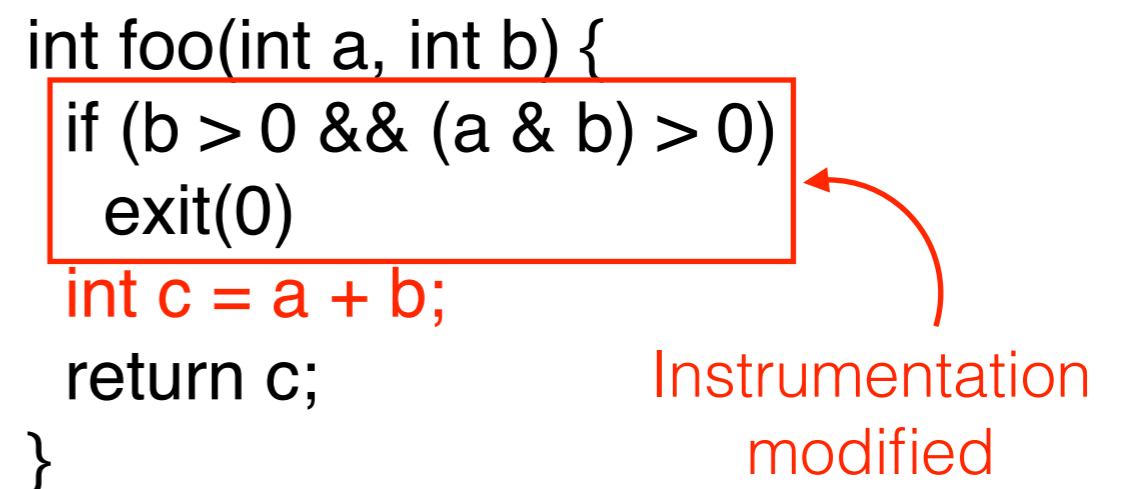 int foo(int a, int b) {
if (b > 0 && (a & b) > 0)
exit(0)
int c = a + b;
return c;
}
Instrumentation
modified